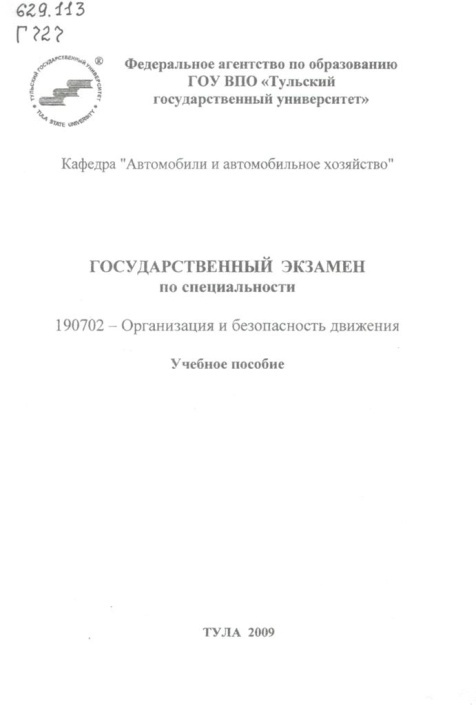 629.113
Г727
ТУЛЬСКИЙ ГОСУДАРСТВЕННЫЙ УНИВЕРСИТЕТ
TULA STATE UNIVERSITY
®
Федеральное агентство по образованию
ГОУ ВПО «Тульский
государственный университет»
Кафедра "Автомобили и автомобильное хозяйство"
ГОСУДАРСТВЕННЫЙ ЭКЗАМЕН
по специальности
190702 – Организация и безопасность движения
Учебное пособие
ТУЛА 2009